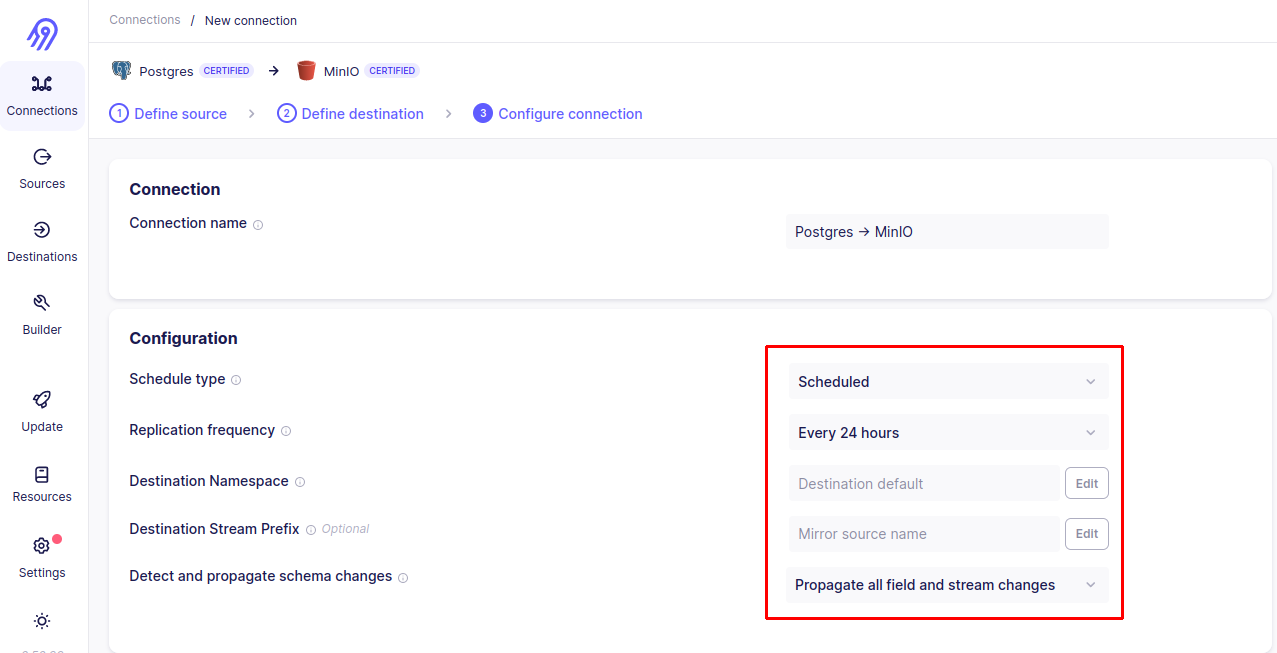 Connections / New connection
Postgres CERTIFIED → MinIO CERTIFIED
1 Define source > 2 Define destination > 3 Configure connection
Connections
Sources
Destinations
Builder
Update
Resources
Settings
Connection
Connection name
Postgres → MinIO
Configuration
Schedule type
Scheduled
Replication frequency
Every 24 hours
Destination Namespace
Destination default
Edit
Destination Stream Prefix Optional
Mirror source name
Edit
Detect and propagate schema changes
Propagate all field and stream changes